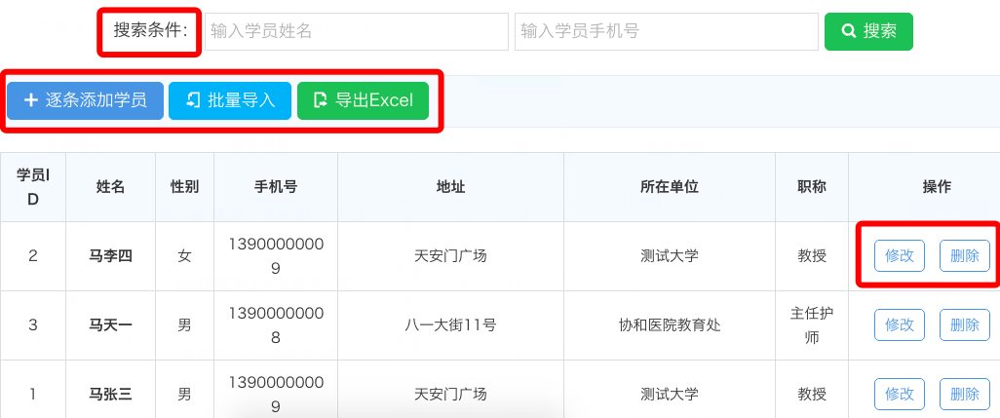 搜索条件: 输入学员姓名 输入学员手机号 搜索
逐条添加学员 批量导入 导出Excel
学员ID 姓名 性别 手机号 地址 所在单位 职称 操作
2 马李四 女 13900000009 天安门广场 测试大学 教授 修改 删除
3 马天一 男 13900000008 八一大街11号 协和医院教育处 主任护师 修改 删除
1 马张三 男 13900000009 天安门广场 测试大学 教授 修改 删除